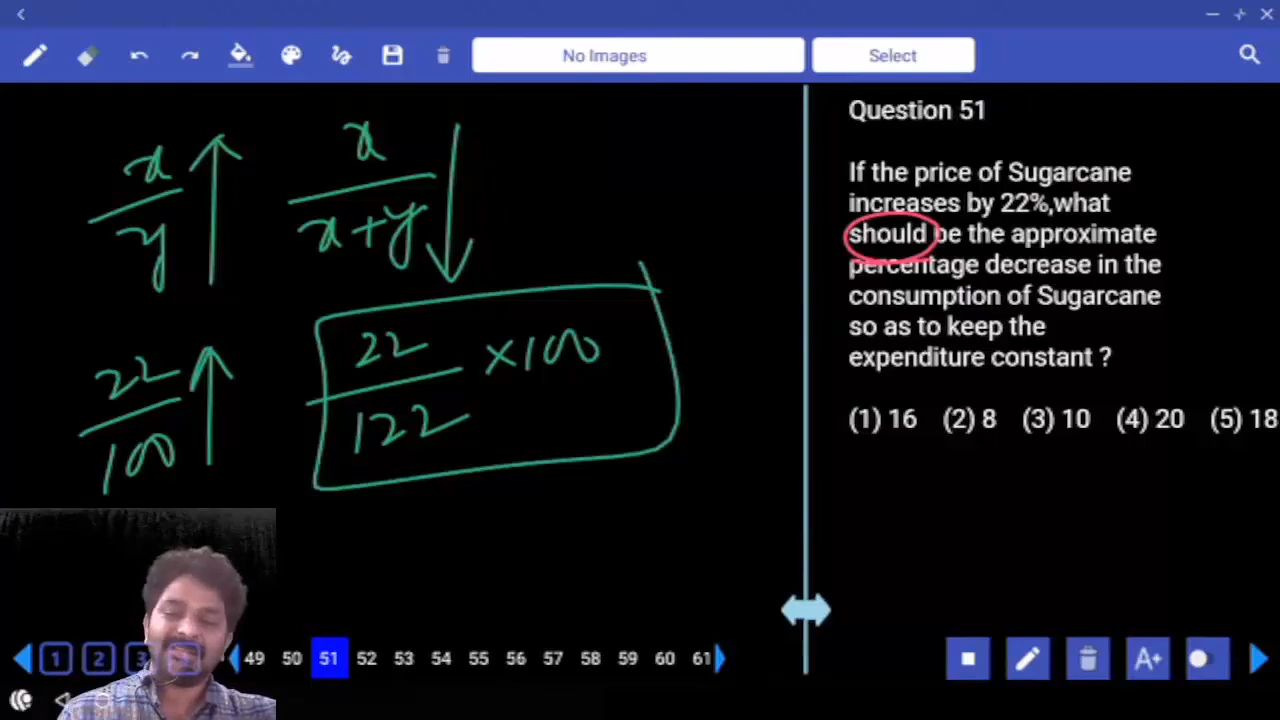 No Images
Select
x/y
x/x+y
22/100
22/122 ×100
Question 51
If the price of Sugarcane
increases by 22%,what
should be the approximate
percentage decrease in the
consumption of Sugarcane
so as to keep the
expenditure constant ?
(1) 16 (2) 8 (3) 10 (4) 20 (5) 18
1 2 3 49 50 51 52 53 54 55 56 57 58 59 60 61
A+